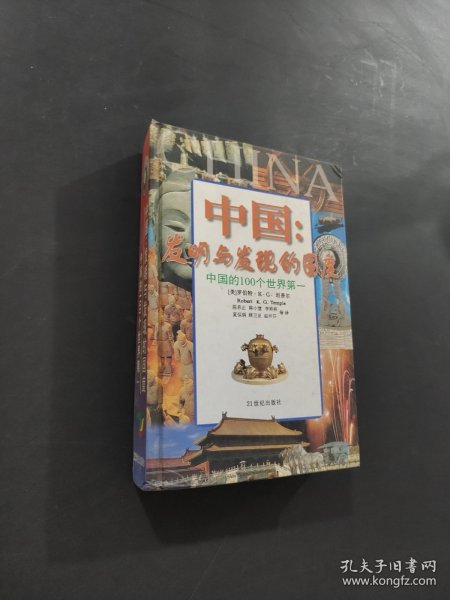 CHINA
中国:
发明与发现的国度
中国的100个世界第一
[美]罗伯特·K·G·坦普尔
Robert K. G. Temple
21世纪出版社
孔夫子旧书网
www.kongfz.com